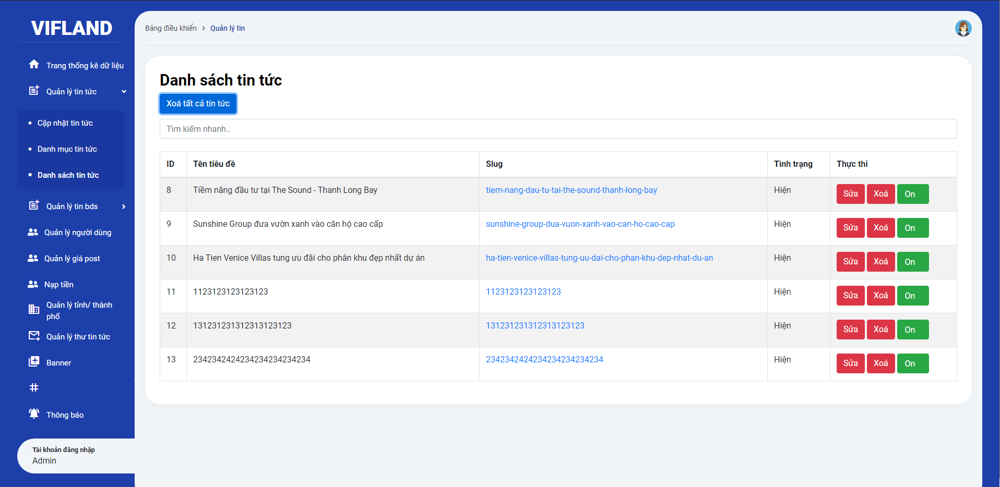 VIFLAND
Trang thống kê dữ liệu
Quản lý tin tức
Cập nhật tin tức
Danh mục tin tức
Danh sách tin tức
Quản lý tin bds
Quản lý người dùng
Quản lý giá post
Nạp tiền
Quản lý tỉnh/ thành
phố
Quản lý thư tin tức
Banner
Thông báo
Tài khoản đăng nhập
Admin
Bảng điều khiển > Quản lý tin
Danh sách tin tức
Xoá tất cả tin tức
Tìm kiếm nhanh..
ID Tên tiêu đề Slug Tình trạng Thực thi
8 Tiềm năng đầu tư tại The Sound - Thanh Long Bay tiem-nang-dau-tu-tai-the-sound-thanh-long-bay Hiện Sửa Xoá On
9 Sunshine Group đưa vườn xanh vào căn hộ cao cấp sunshine-group-dua-vuon-xanh-vao-can-ho-cao-cap Hiện Sửa Xoá On
10 Ha Tien Venice Villas tung ưu đãi cho phân khu đẹp nhất dự án ha-tien-venice-villas-tung-uu-dai-cho-phan-khu-dep-nhat-du-an Hiện Sửa Xoá On
11 1123123123123123 1123123123123123 Hiện Sửa Xoá On
12 131231231312313123123 131231231312313123123 Hiện Sửa Xoá On
13 2342342424234234234234234 2342342424234234234234234 Hiện Sửa Xoá On